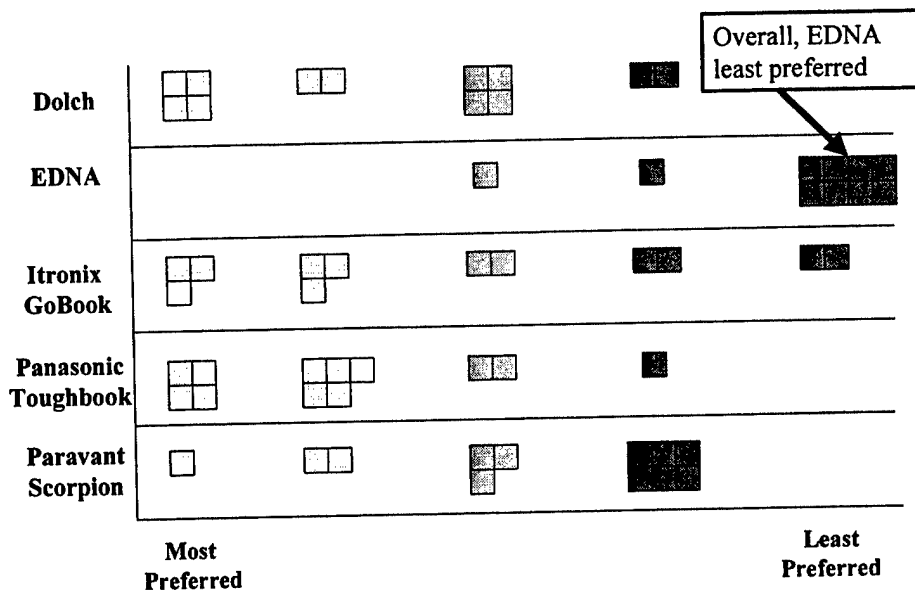 Overall, EDNA
least preferred
Dolch
EDNA
Itronix
GoBook
Panasonic
Toughbook
Paravant
Scorpion
Most
Preferred
Least
Preferred